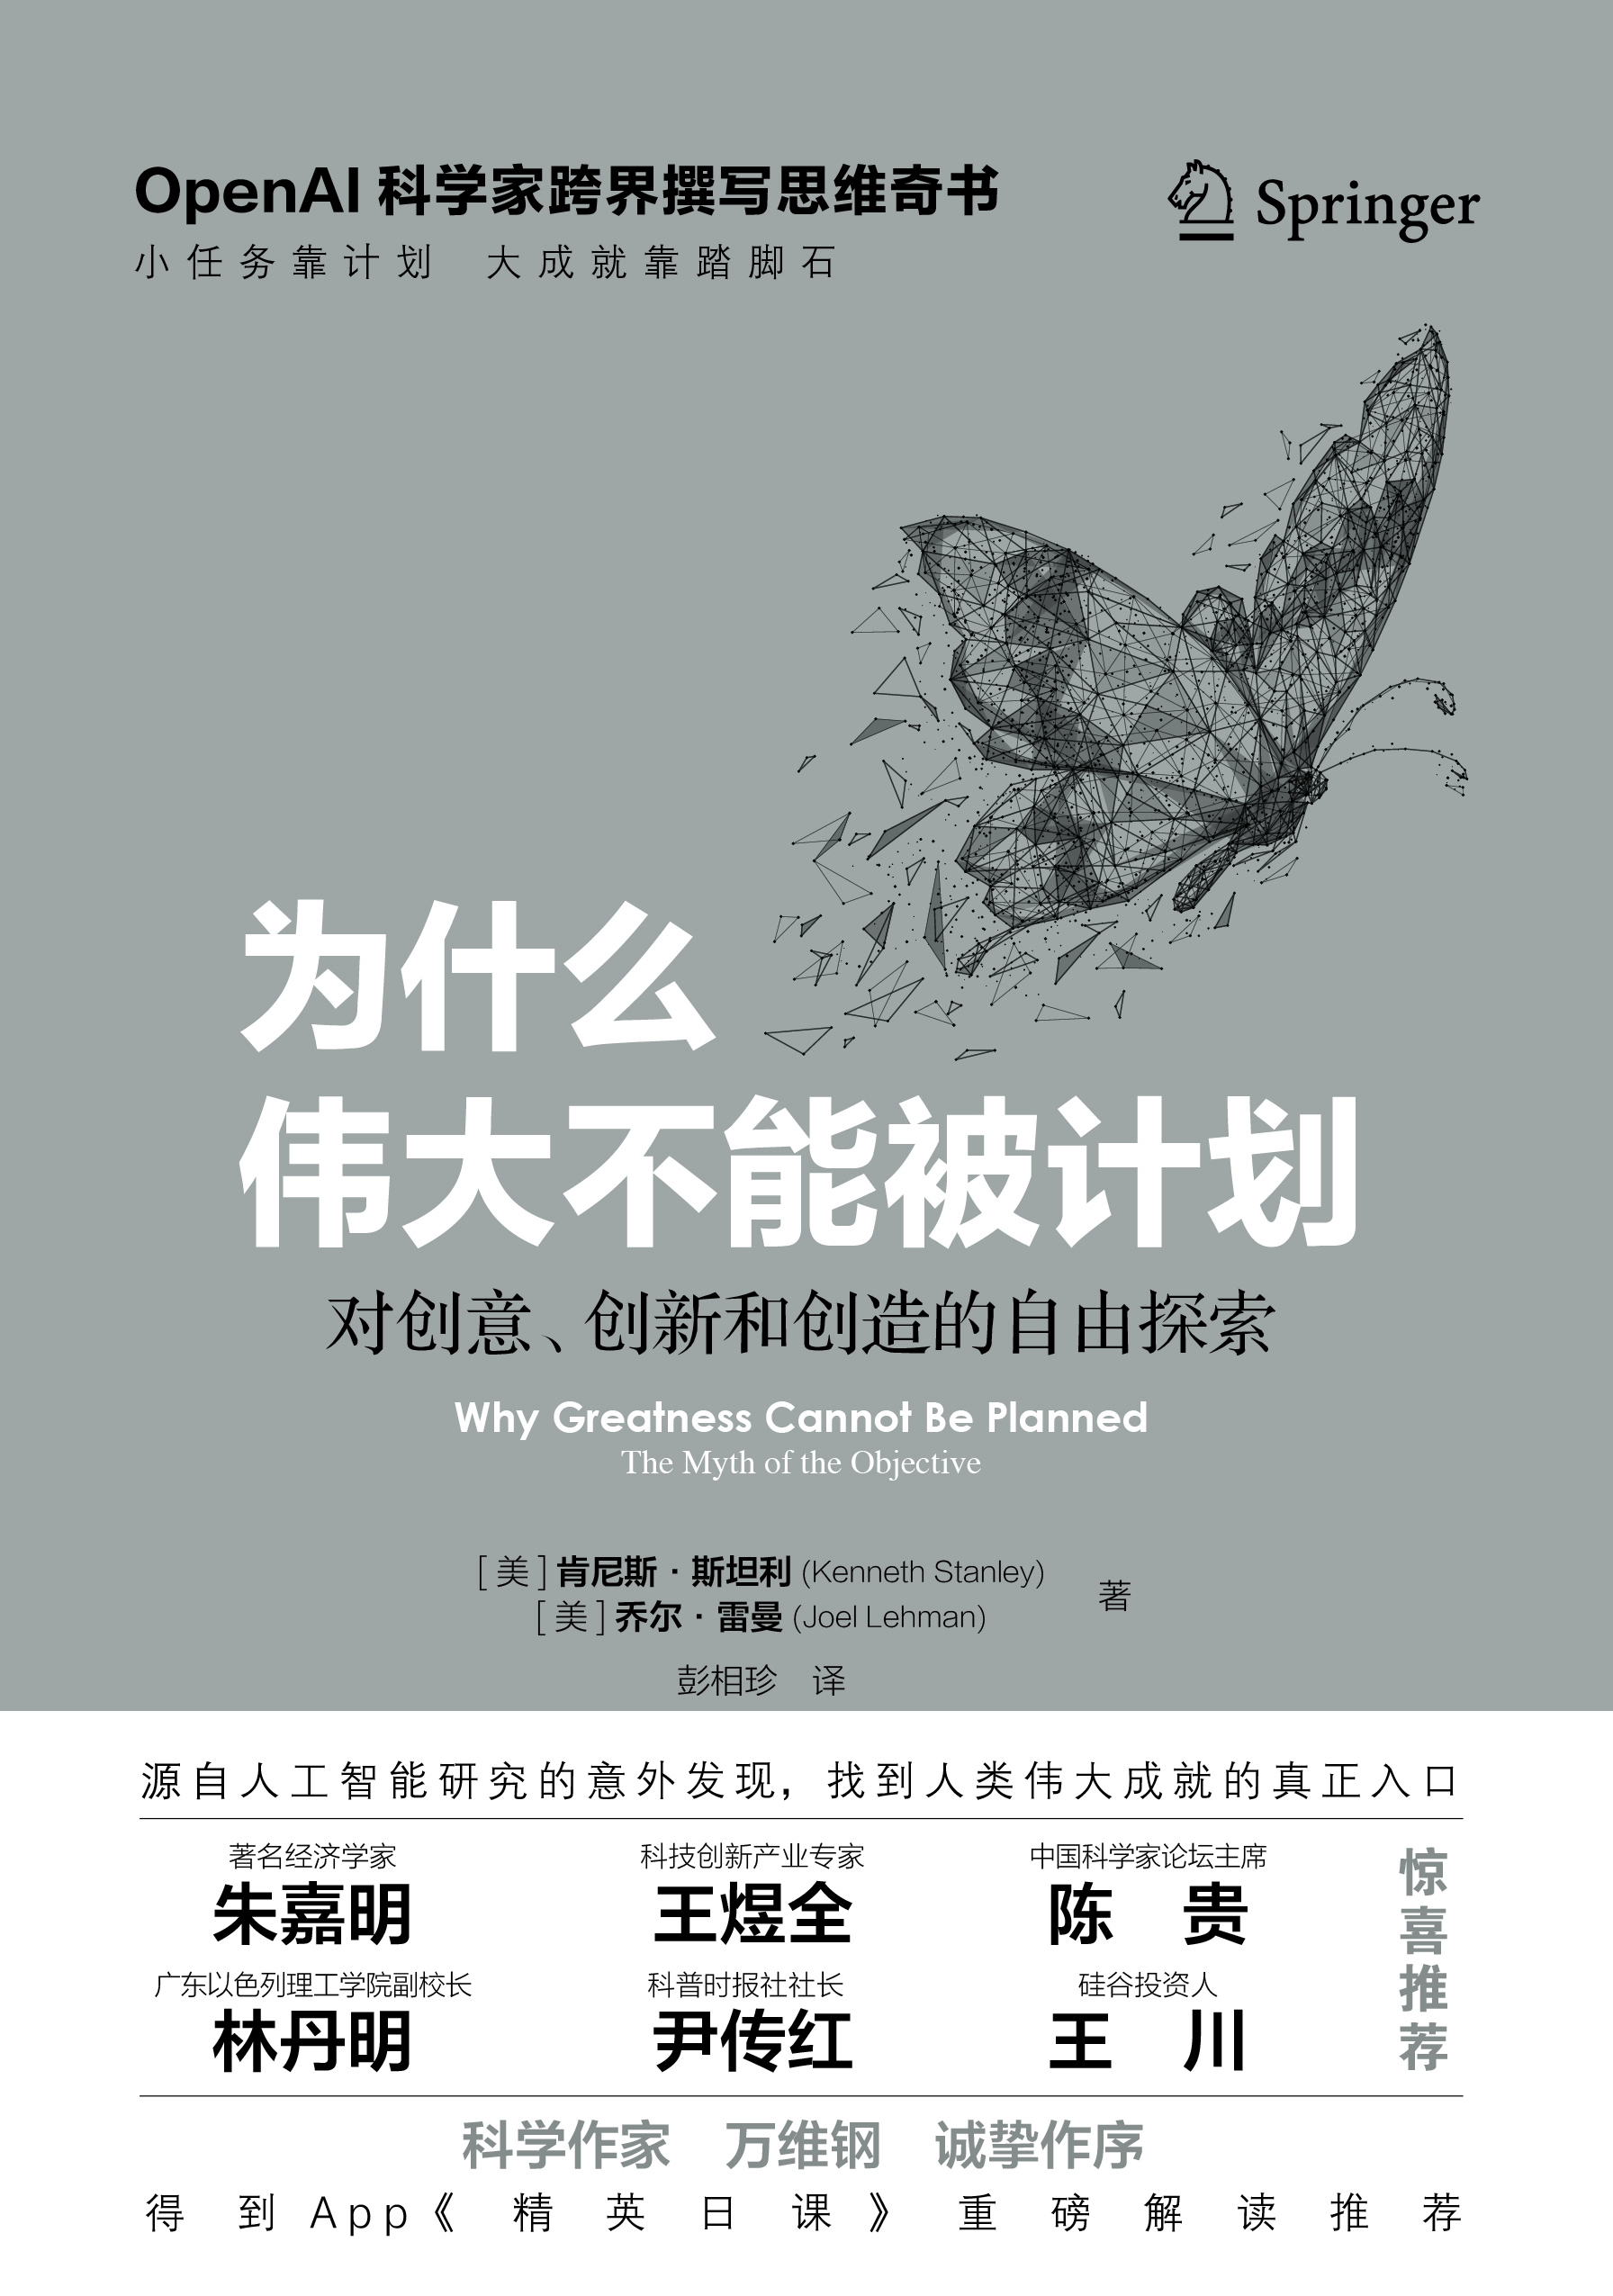 OpenAI 科学家跨界撰写思维奇书
Springer
小任务靠计划 大成就靠踏脚石
为什么
伟大不能被计划
对创意、创新和创造的自由探索
Why Greatness Cannot Be Planned
The Myth of the Objective
[美]肯尼斯·斯坦利 (Kenneth Stanley)
[美]乔尔·雷曼 (Joel Lehman)
著
彭相珍 译
源自人工智能研究的意外发现，找到人类伟大成就的真正入口
著名经济学家 科技创新产业专家 中国科学家论坛主席
朱嘉明 王煜全 陈 贵
广东以色列理工学院副校长 科普时报社社长 硅谷投资人
林丹明 尹传红 王 川
惊喜推荐
科学作家 万维钢 诚挚作序
得到App《精英日课》重磅解读推荐